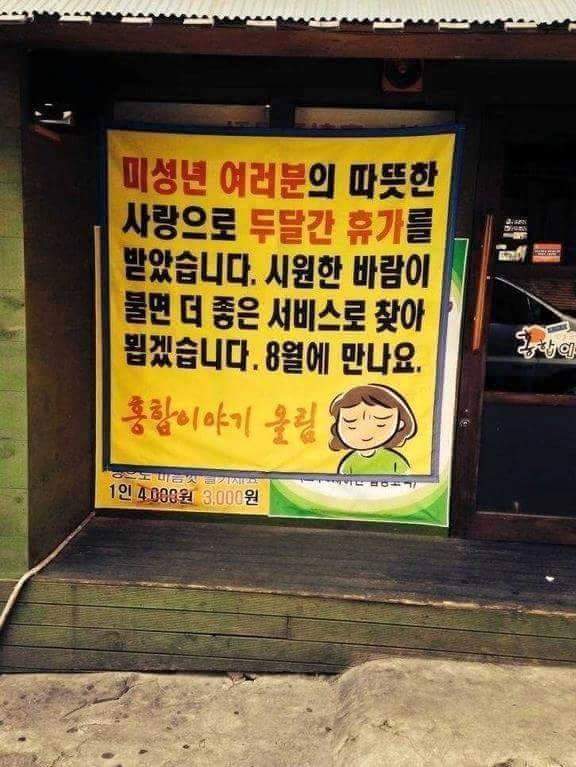 미성년 여러분의 따뜻한
사랑으로 두달간 휴가를
받았습니다. 시원한 바람이
불면 더 좋은 서비스로 찾아
뵙겠습니다. 8월에 만나요.
홍합이야기 올림
1인 4,000원 3,000원
홍합이